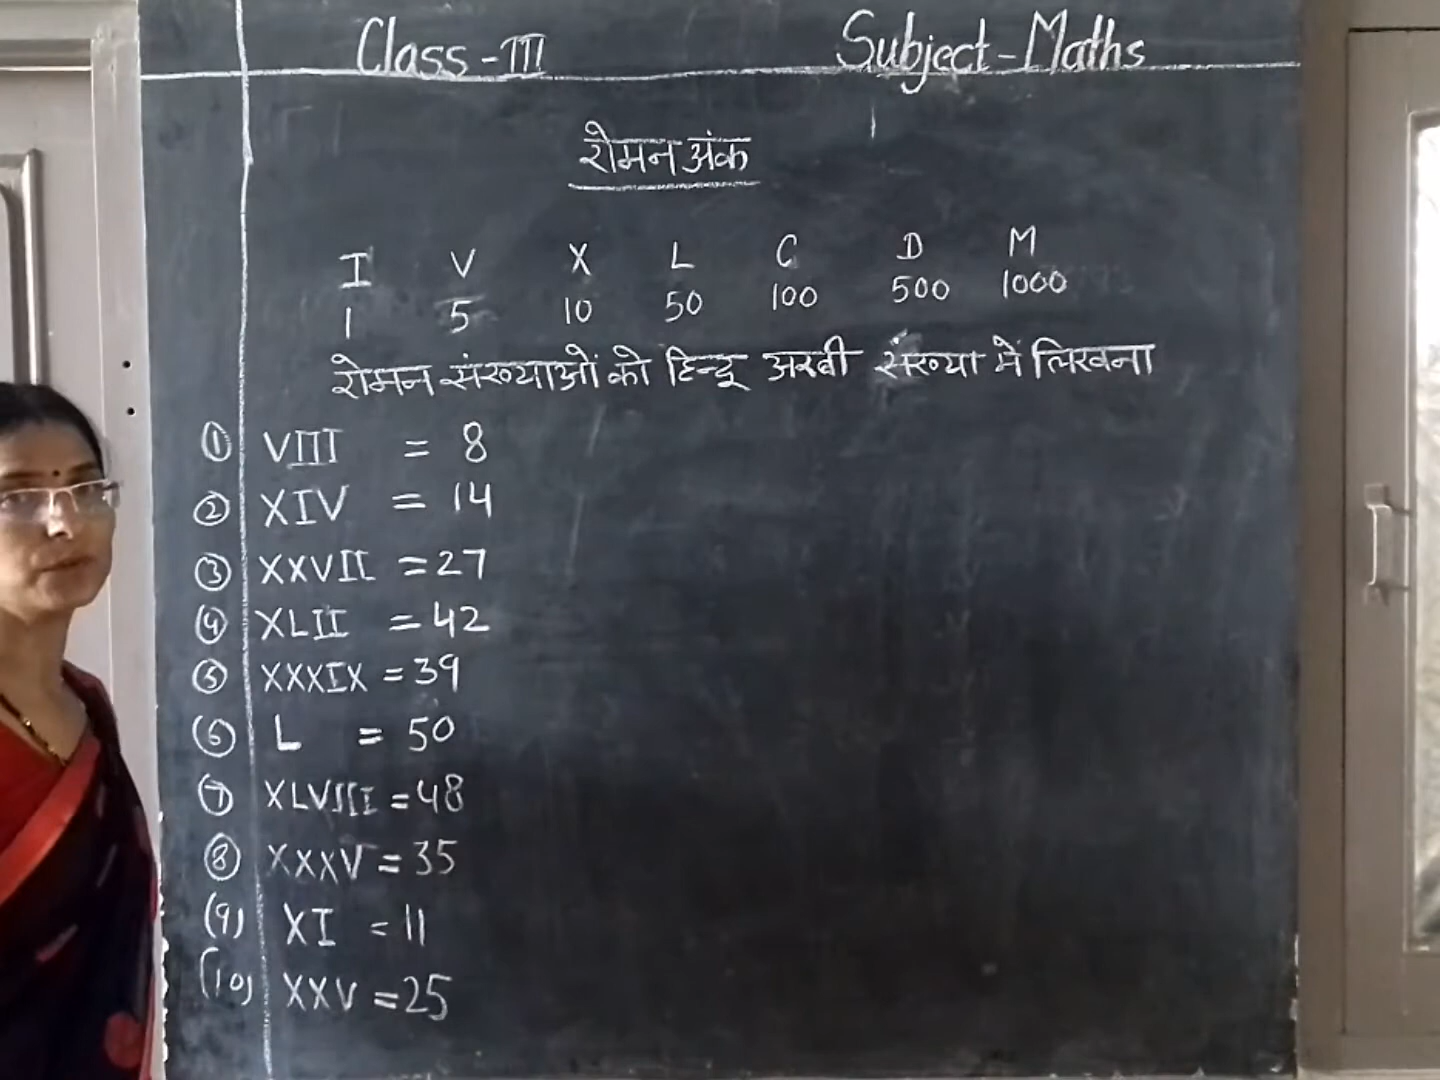 Class-III Subject-Maths
रोमन अंक
I V X L C D M
1 5 10 50 100 500 1000
रोमन संख्याओं को हिन्दू अरबी संख्या में लिखना
① VIII = 8
② XIV = 14
③ XXVII = 27
④ XLII = 42
⑤ XXXIX = 39
⑥ L = 50
⑦ XLVIII = 48
⑧ XXXV = 35
(9) XI = 11
(10) XXV = 25